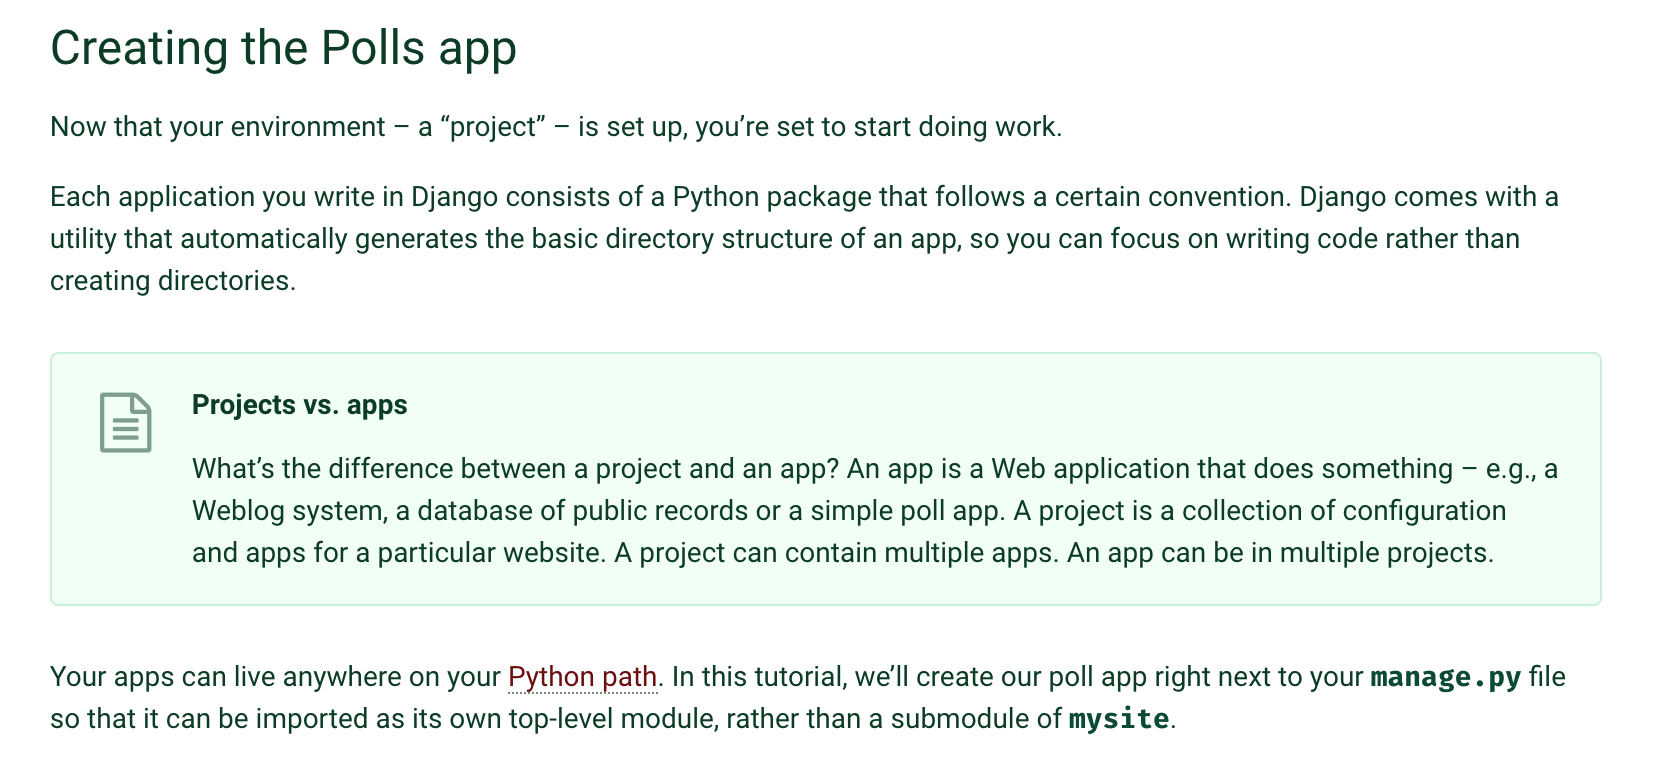 Creating the Polls app
Now that your environment – a “project” – is set up, you’re set to start doing work.
Each application you write in Django consists of a Python package that follows a certain convention. Django comes with a
utility that automatically generates the basic directory structure of an app, so you can focus on writing code rather than
creating directories.
Projects vs. apps
What’s the difference between a project and an app? An app is a Web application that does something – e.g., a
Weblog system, a database of public records or a simple poll app. A project is a collection of configuration
and apps for a particular website. A project can contain multiple apps. An app can be in multiple projects.
Your apps can live anywhere on your Python path. In this tutorial, we’ll create our poll app right next to your manage.py file
so that it can be imported as its own top-level module, rather than a submodule of mysite.